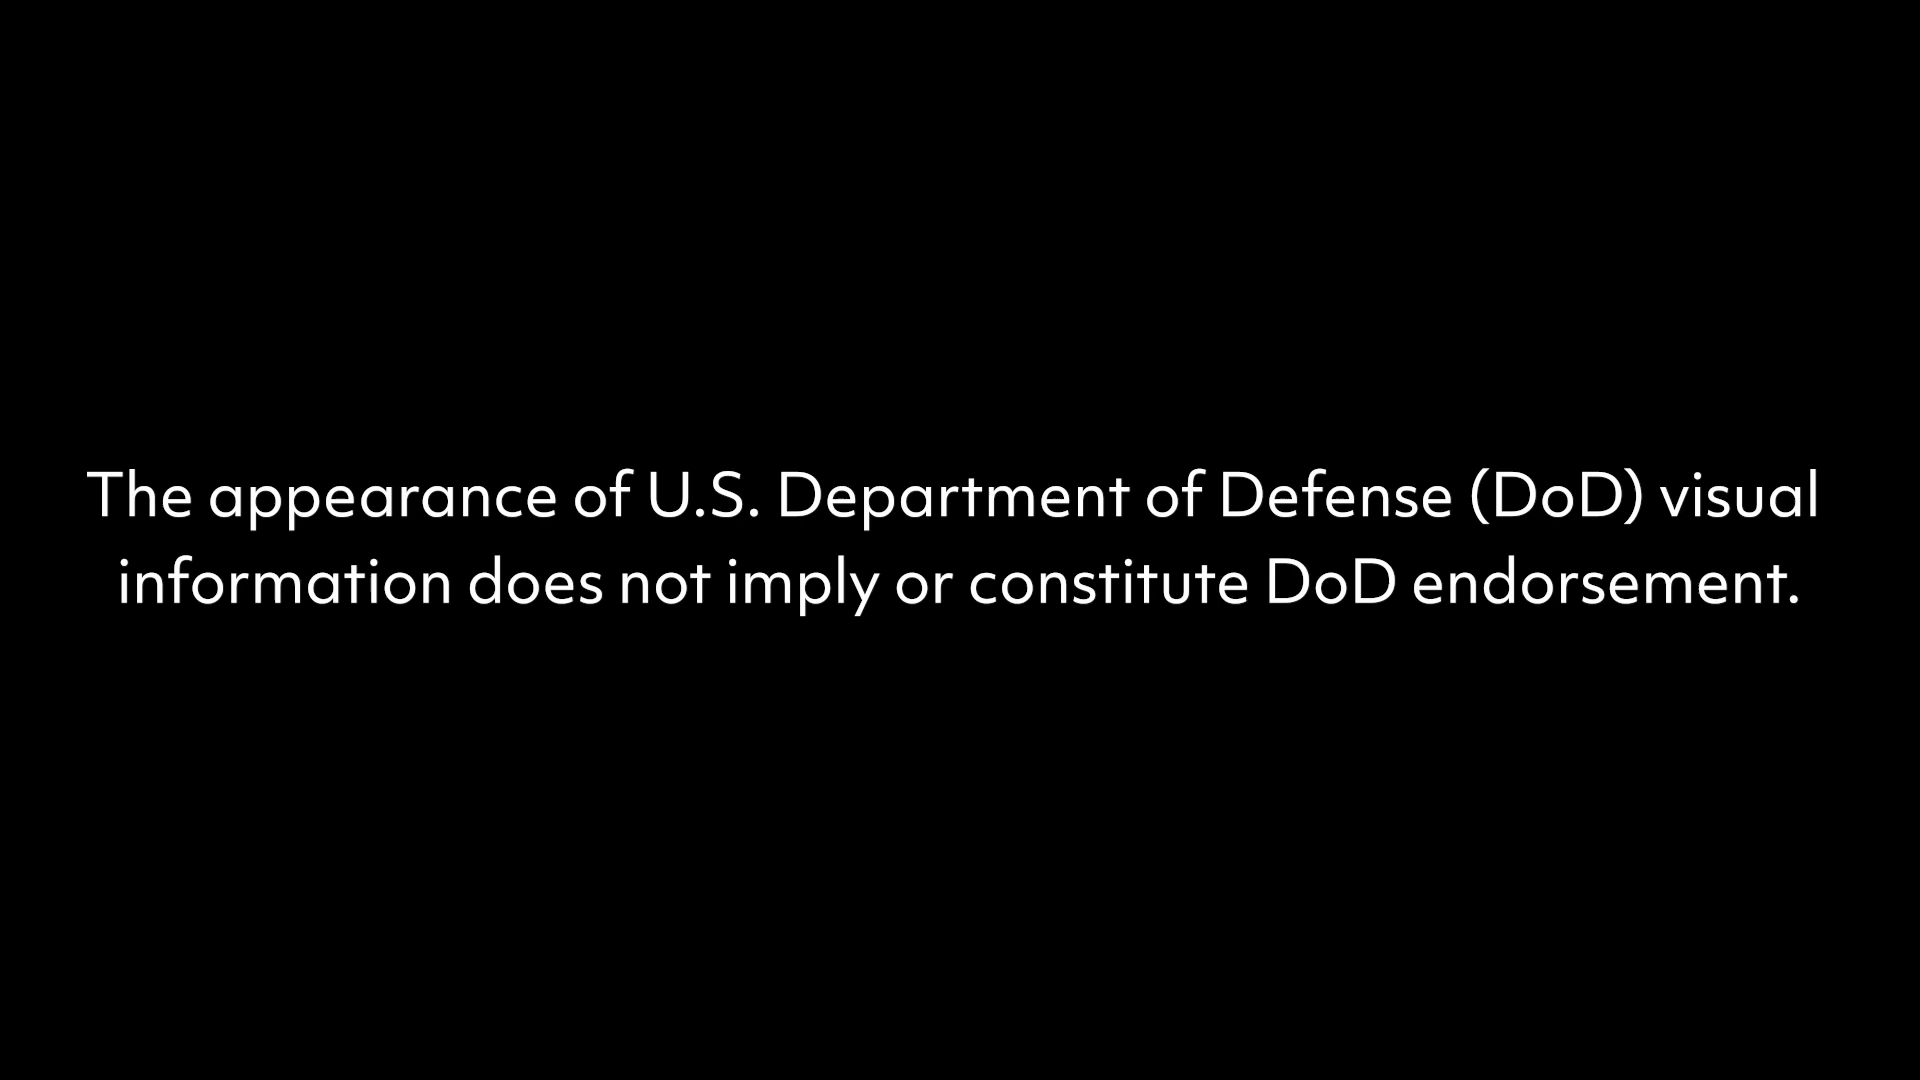 The appearance of U.S. Department of Defense (DoD) visual
information does not imply or constitute DoD endorsement.